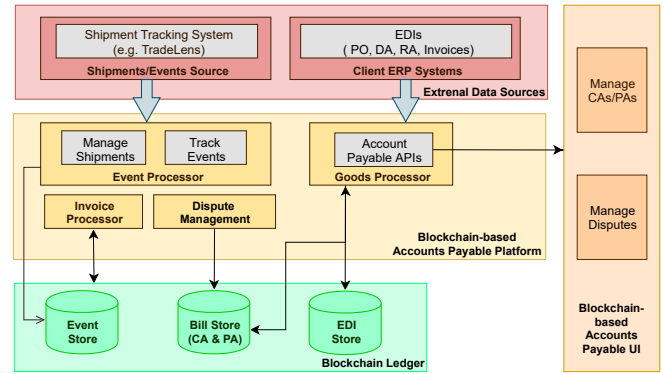 Shipment Tracking System
(e.g. TradeLens)
Shipments/Events Source
EDIs
( PO, DA, RA, Invoices)
Client ERP Systems
Extrenal Data Sources
Manage
Shipments
Track
Events
Event Processor
Account
Payable APIs
Goods Processor
Invoice
Processor
Dispute
Management
Blockchain-based
Accounts Payable Platform
Event
Store
Bill Store
(CA & PA)
EDI
Store
Blockchain Ledger
Manage
CAs/PAs
Manage
Disputes
Blockchain-
based
Accounts
Payable UI